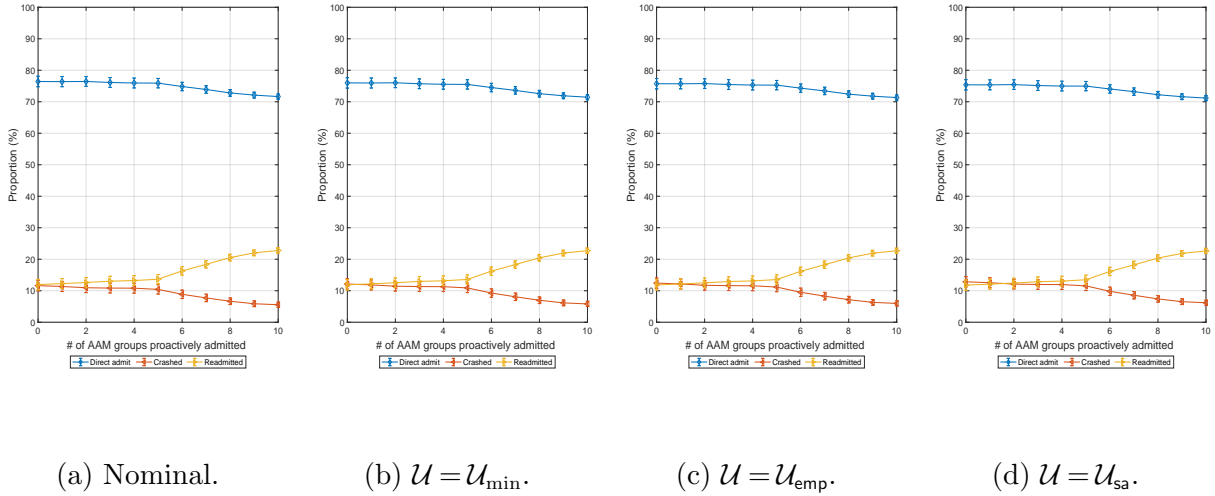 Proportion (%)
100
90
80
70
60
50
40
30
20
10
0
0 2 4 6 8 10
# of AAM groups proactively admitted
Direct admit Crashed Readmitted
(a) Nominal.
Proportion (%)
100
90
80
70
60
50
40
30
20
10
0
0 2 4 6 8 10
# of AAM groups proactively admitted
Direct admit Crashed Readmitted
(b) 𝒰 = 𝒰min.
Proportion (%)
100
90
80
70
60
50
40
30
20
10
0
0 2 4 6 8 10
# of AAM groups proactively admitted
Direct admit Crashed Readmitted
(c) 𝒰 = 𝒰emp.
Proportion (%)
100
90
80
70
60
50
40
30
20
10
0
0 2 4 6 8 10
# of AAM groups proactively admitted
Direct admit Crashed Readmitted
(d) 𝒰 = 𝒰sa.